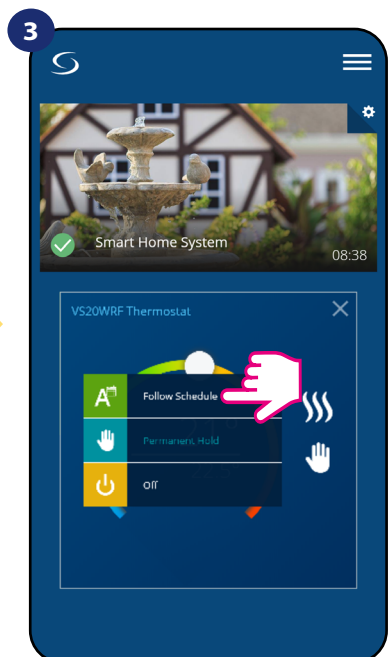 3
Smart Home System
08:38
VS20WRF Thermostat
Follow Schedule
Permanent Hold
Off